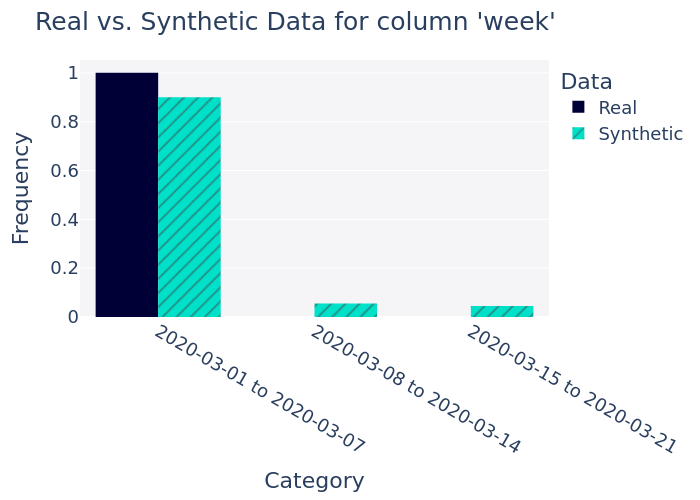 Real vs. Synthetic Data for column 'week'
Data
Real
Synthetic
Frequency
1
0.8
0.6
0.4
0.2
0
2020-03-01 to 2020-03-07
2020-03-08 to 2020-03-14
2020-03-15 to 2020-03-21
Category